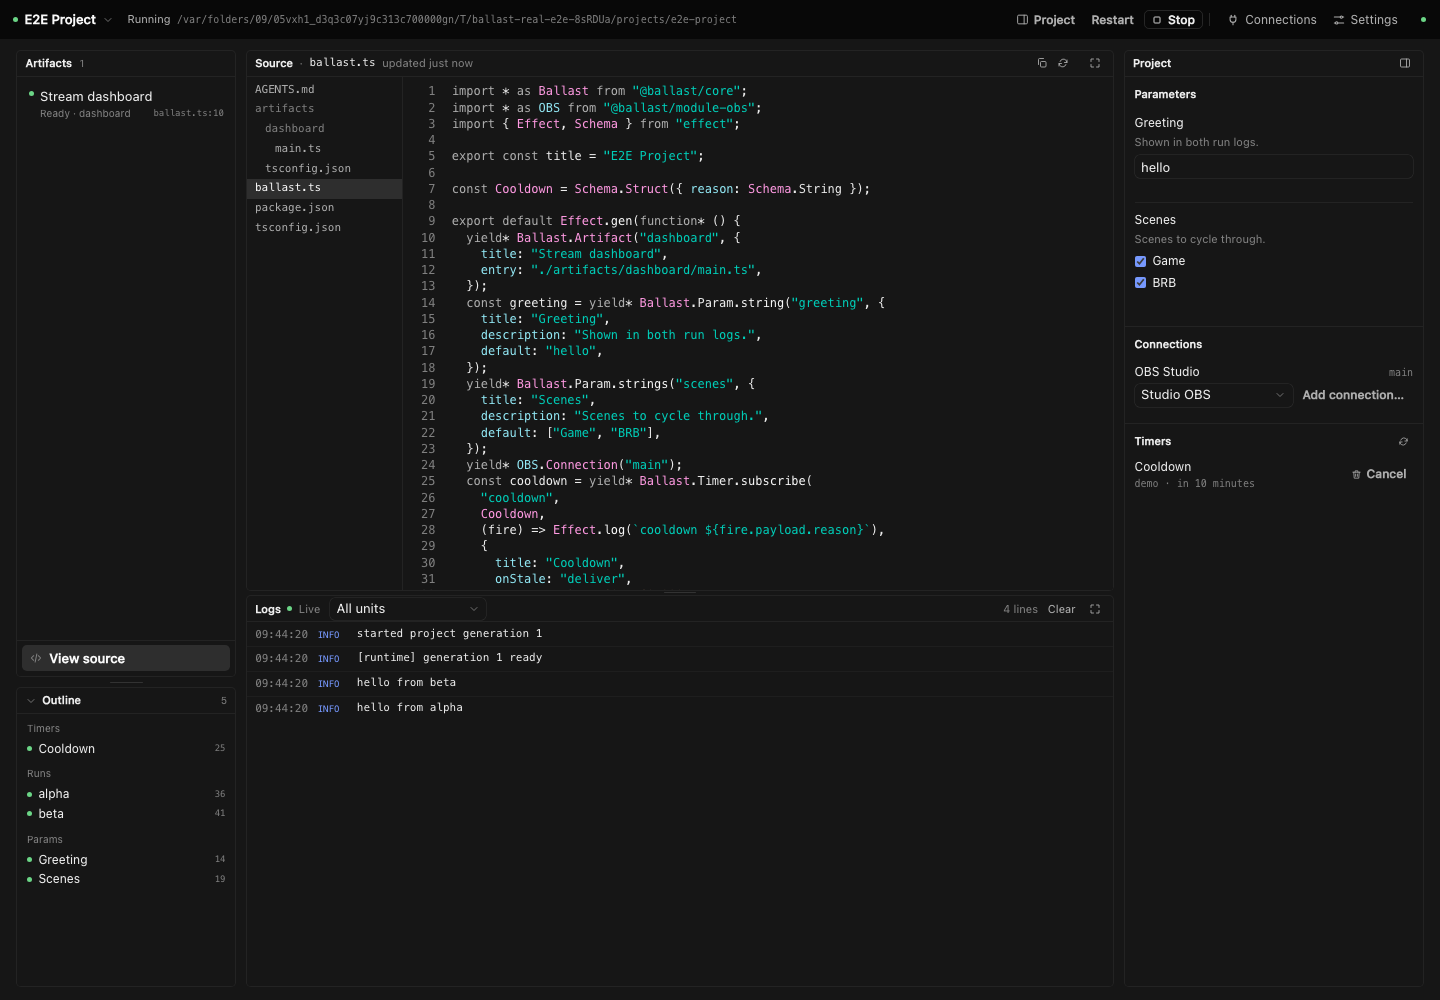 E2E Project Running /var/folders/09/05vxh1_d3q3c07yj9c313c700000gn/T/ballast-real-e2e-8sRDUa/projects/e2e-project Project Restart Stop Connections Settings
Artifacts 1
Stream dashboard
Ready · dashboard ballast.ts:10
View source
Outline 5
Timers
Cooldown 25
Runs
alpha 36
beta 41
Params
Greeting 14
Scenes 19
Source · ballast.ts updated just now
AGENTS.md
artifacts
dashboard
main.ts
tsconfig.json
ballast.ts
package.json
tsconfig.json
1 import * as Ballast from "@ballast/core";
2 import * as OBS from "@ballast/module-obs";
3 import { Effect, Schema } from "effect";
4
5 export const title = "E2E Project";
6
7 const Cooldown = Schema.Struct({ reason: Schema.String });
8
9 export default Effect.gen(function* () {
10 yield* Ballast.Artifact("dashboard", {
11 title: "Stream dashboard",
12 entry: "./artifacts/dashboard/main.ts",
13 });
14 const greeting = yield* Ballast.Param.string("greeting", {
15 title: "Greeting",
16 description: "Shown in both run logs.",
17 default: "hello",
18 });
19 yield* Ballast.Param.strings("scenes", {
20 title: "Scenes",
21 description: "Scenes to cycle through.",
22 default: ["Game", "BRB"],
23 });
24 yield* OBS.Connection("main");
25 const cooldown = yield* Ballast.Timer.subscribe(
26 "cooldown",
27 Cooldown,
28 (fire) => Effect.log(`cooldown ${fire.payload.reason}`),
29 {
30 title: "Cooldown",
31 onStale: "deliver",
Logs Live All units 4 lines Clear
09:44:20 INFO started project generation 1
09:44:20 INFO [runtime] generation 1 ready
09:44:20 INFO hello from beta
09:44:20 INFO hello from alpha
Project
Parameters
Greeting
Shown in both run logs.
hello
Scenes
Scenes to cycle through.
Game
BRB
Connections
OBS Studio main
Studio OBS Add connection...
Timers
Cooldown
demo · in 10 minutes Cancel